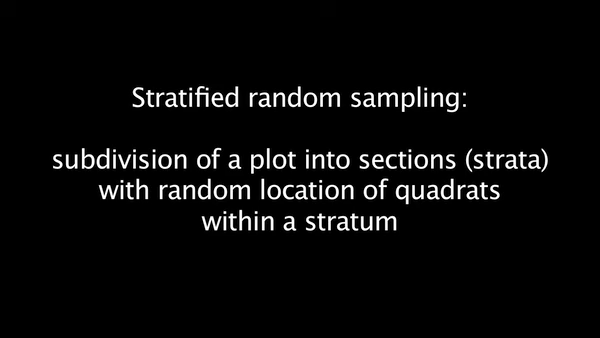 Stratified random sampling:
subdivision of a plot into sections (strata)
with random location of quadrats
within a stratum